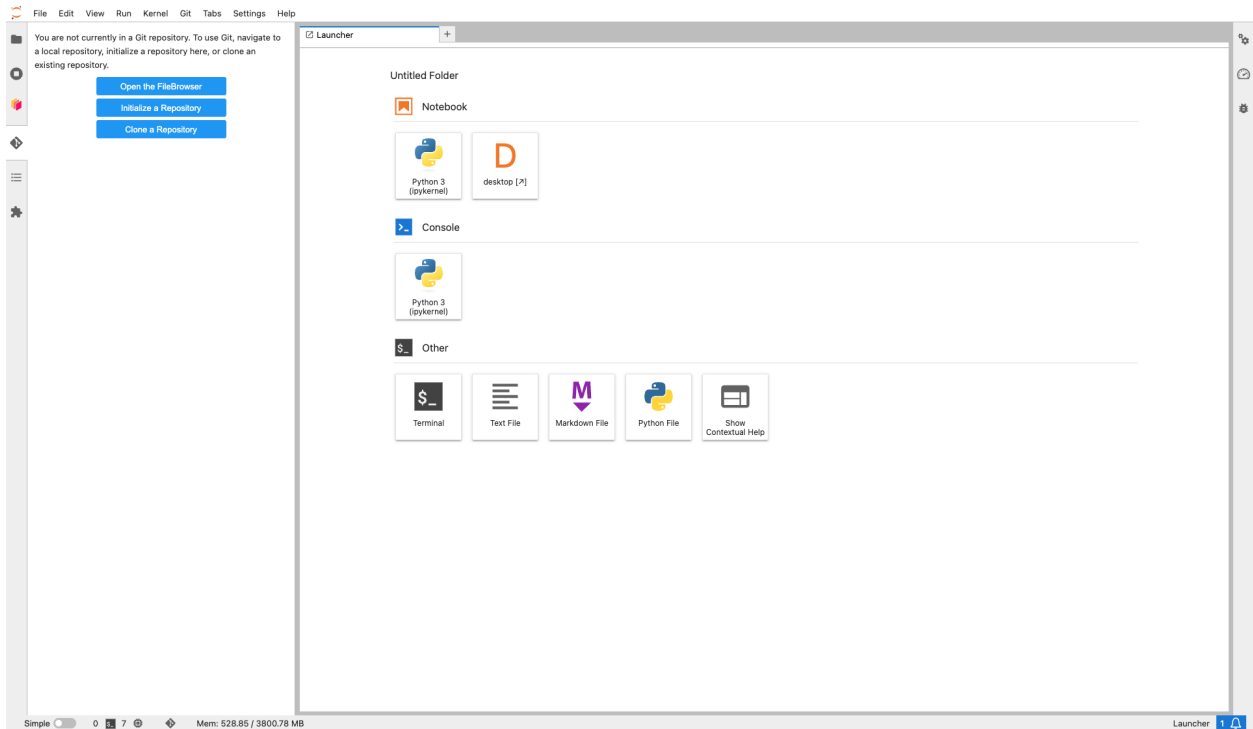 File Edit View Run Kernel Git Tabs Settings Help
You are not currently in a Git repository. To use Git, navigate to
a local repository, initialize a repository here, or clone an
existing repository.
Open the FileBrowser
Initialize a Repository
Clone a Repository
Launcher +
Untitled Folder
Notebook
Python 3
(ipykernel)
D
desktop [↗]
>_ Console
Python 3
(ipykernel)
$_ Other
$_
Terminal
Text File
M
Markdown File
Python File
Show
Contextual Help
Simple 0 $_ 7 Mem: 528.85 / 3800.78 MB
Launcher 1